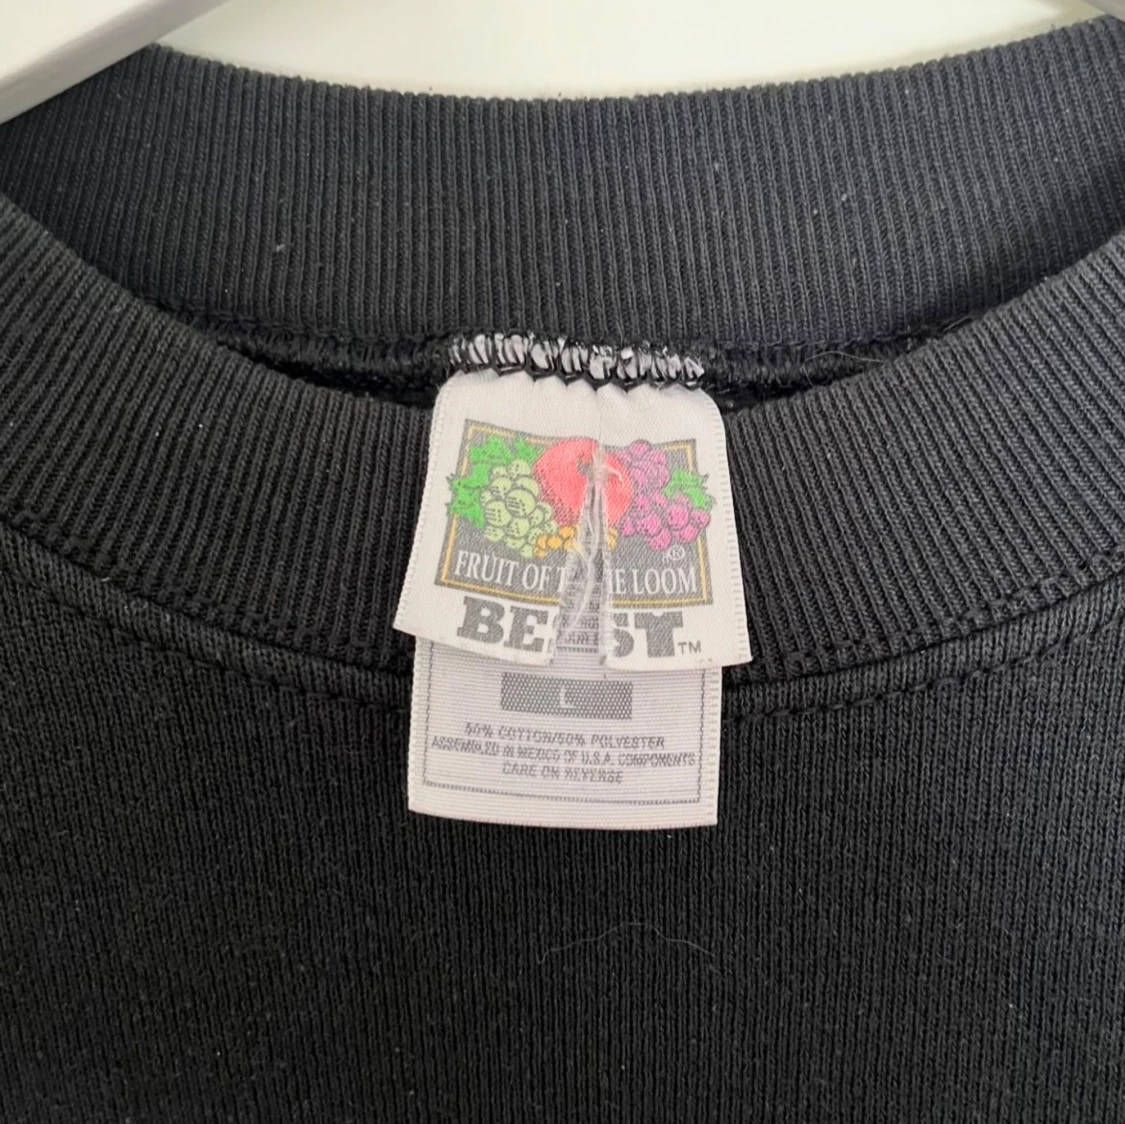 FRUIT OF THE LOOM ®
BEST™
L
50% COTTON/50% POLYESTER
ASSEMBLED IN MEXICO OF U.S.A. COMPONENTS
CARE ON REVERSE